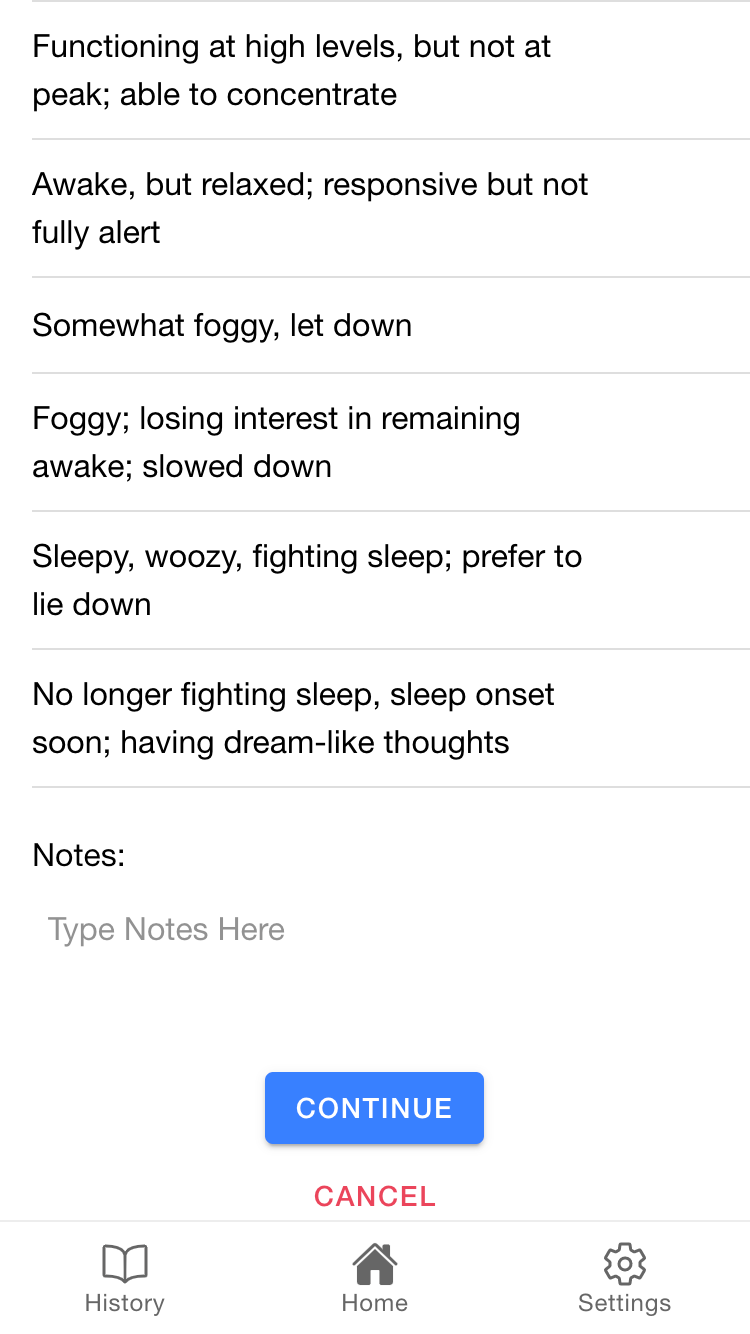 Functioning at high levels, but not at
peak; able to concentrate
Awake, but relaxed; responsive but not
fully alert
Somewhat foggy, let down
Foggy; losing interest in remaining
awake; slowed down
Sleepy, woozy, fighting sleep; prefer to
lie down
No longer fighting sleep, sleep onset
soon; having dream-like thoughts
Notes:
Type Notes Here
CONTINUE
CANCEL
History
Home
Settings